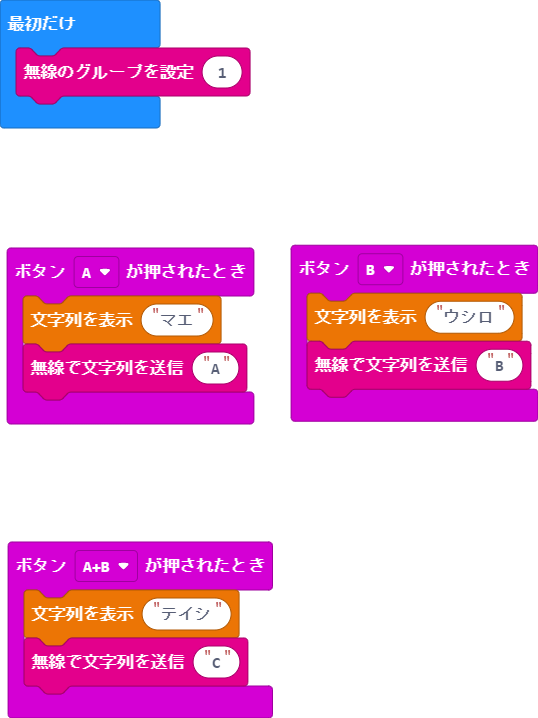 最初だけ
無線のグループを設定 1
ボタン A が押されたとき
文字列を表示 "マエ"
無線で文字列を送信 "A"
ボタン B が押されたとき
文字列を表示 "ウシロ"
無線で文字列を送信 "B"
ボタン A+B が押されたとき
文字列を表示 "テイシ"
無線で文字列を送信 "C"